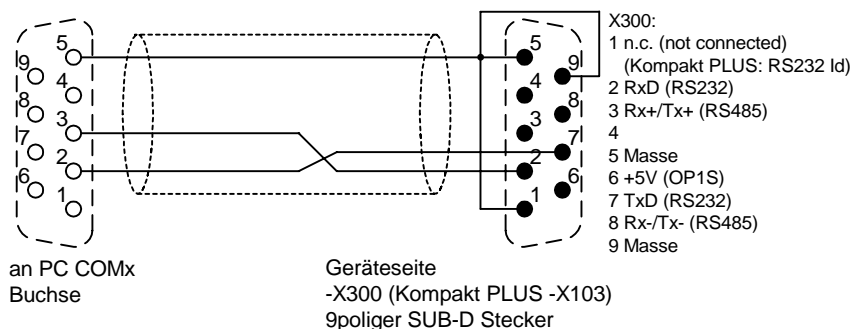 5
9
4
8
3
7
2
6
1
5
9
4
8
3
7
2
6
1
X300:
1 n.c. (not connected)
(Kompakt PLUS: RS232 Id)
2 RxD (RS232)
3 Rx+/Tx+ (RS485)
4
5 Masse
6 +5V (OP1S)
7 TxD (RS232)
8 Rx-/Tx- (RS485)
9 Masse
an PC COMx
Buchse
Geräteseite
-X300 (Kompakt PLUS -X103)
9poliger SUB-D Stecker